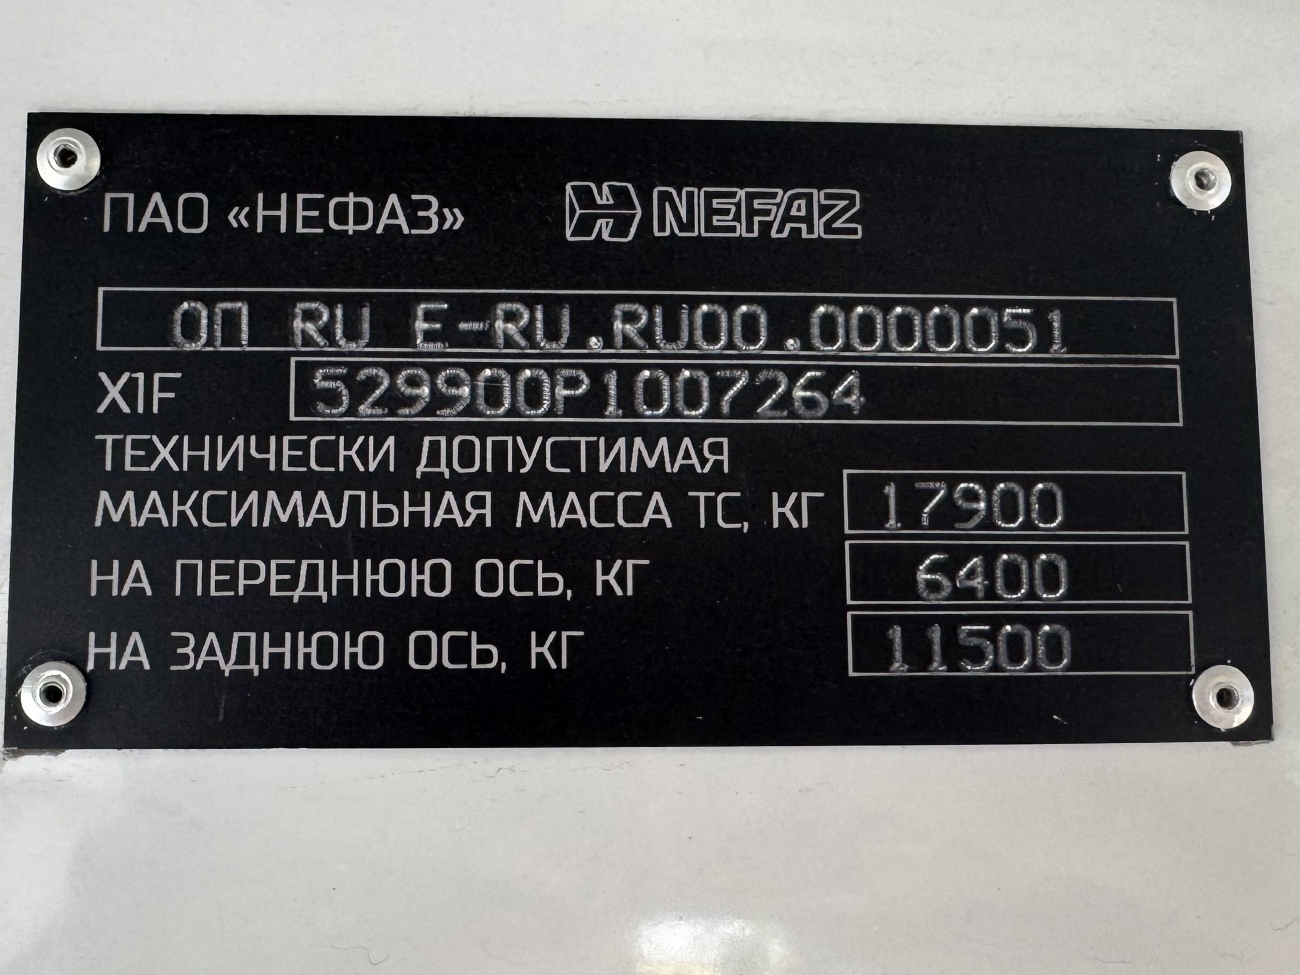 ПАО «НЕФАЗ» NEFAZ
ОП RU E-RU.RU00.0000051
X1F 529900P1007264
ТЕХНИЧЕСКИ ДОПУСТИМАЯ
МАКСИМАЛЬНАЯ МАССА ТС, КГ 17900
НА ПЕРЕДНЮЮ ОСЬ, КГ 6400
НА ЗАДНЮЮ ОСЬ, КГ 11500